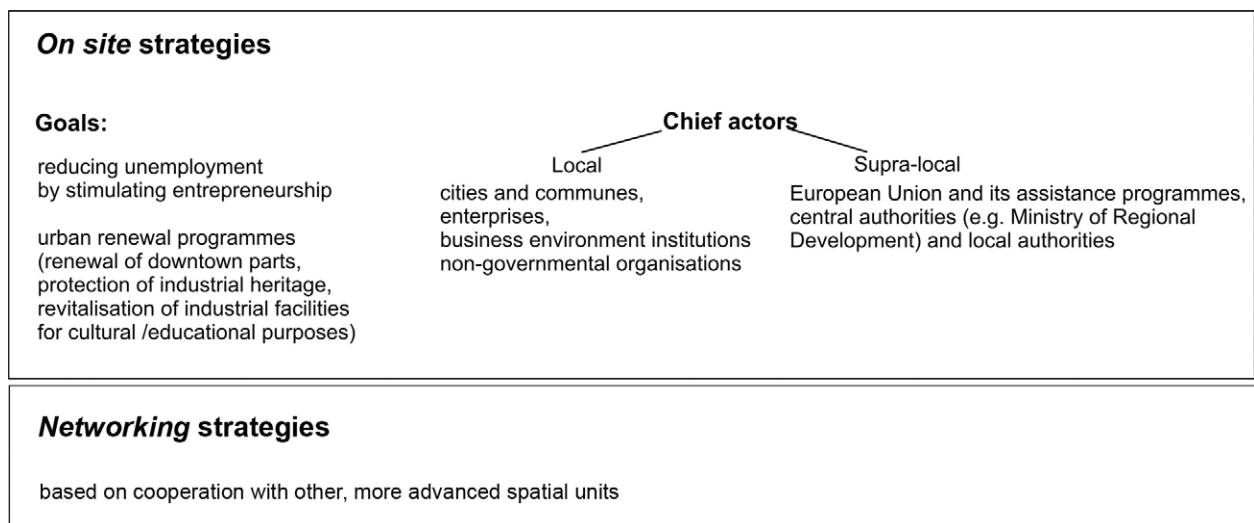 On site strategies
Goals:
reducing unemployment
by stimulating entrepreneurship
urban renewal programmes
(renewal of downtown parts,
protection of industrial heritage,
revitalisation of industrial facilities
for cultural /educational purposes)
Chief actors
Local
cities and communes,
enterprises,
business environment institutions
non-governmental organisations
Supra-local
European Union and its assistance programmes,
central authorities (e.g. Ministry of Regional
Development) and local authorities
Networking strategies
based on cooperation with other, more advanced spatial units